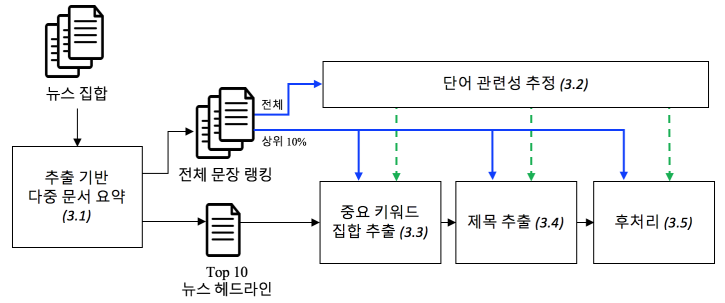 뉴스 집합
추출 기반
다중 문서 요약
(3.1)
전체
상위 10%
전체 문장 랭킹
Top 10
뉴스 헤드라인
단어 관련성 추정 (3.2)
중요 키워드
집합 추출 (3.3)
제목 추출 (3.4)
후처리 (3.5)